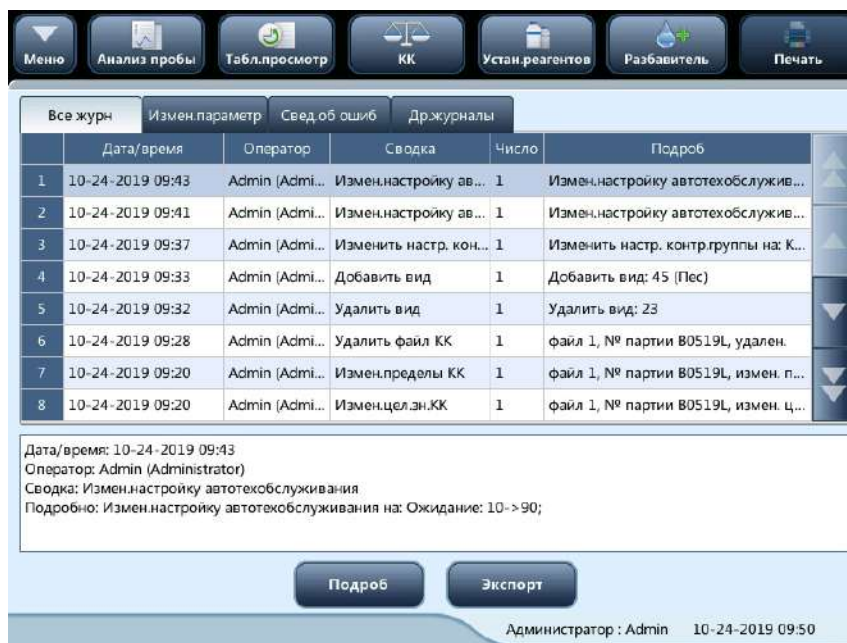 Меню Анализ пробы Табл.просмотр КК Устан.реагентов Разбавитель Печать
Все журн Измен.параметр Свед.об ошиб Др.журналы
Дата/время Оператор Сводка Число Подроб
1 10-24-2019 09:43 Admin (Admi... Измен.настройку ав... 1 Измен.настройку автотехобслужив...
2 10-24-2019 09:41 Admin (Admi... Измен.настройку ав... 1 Измен.настройку автотехобслужив...
3 10-24-2019 09:37 Admin (Admi... Изменить настр. кон... 1 Изменить настр. контр.группы на: К...
4 10-24-2019 09:33 Admin (Admi... Добавить вид 1 Добавить вид: 45 (Пес)
5 10-24-2019 09:32 Admin (Admi... Удалить вид 1 Удалить вид: 23
6 10-24-2019 09:28 Admin (Admi... Удалить файл КК 1 файл 1, № партии B0519L, удален.
7 10-24-2019 09:20 Admin (Admi... Измен.пределы КК 1 файл 1, № партии B0519L, измен. п...
8 10-24-2019 09:20 Admin (Admi... Измен.цел.зн.КК 1 файл 1, № партии B0519L, измен. ц...
Дата/время: 10-24-2019 09:43
Оператор: Admin (Administrator)
Сводка: Измен.настройку автотехобслуживания
Подробно: Измен.настройку автотехобслуживания на: Ожидание: 10->90;
Подроб Экспорт
Администратор : Admin 10-24-2019 09:50